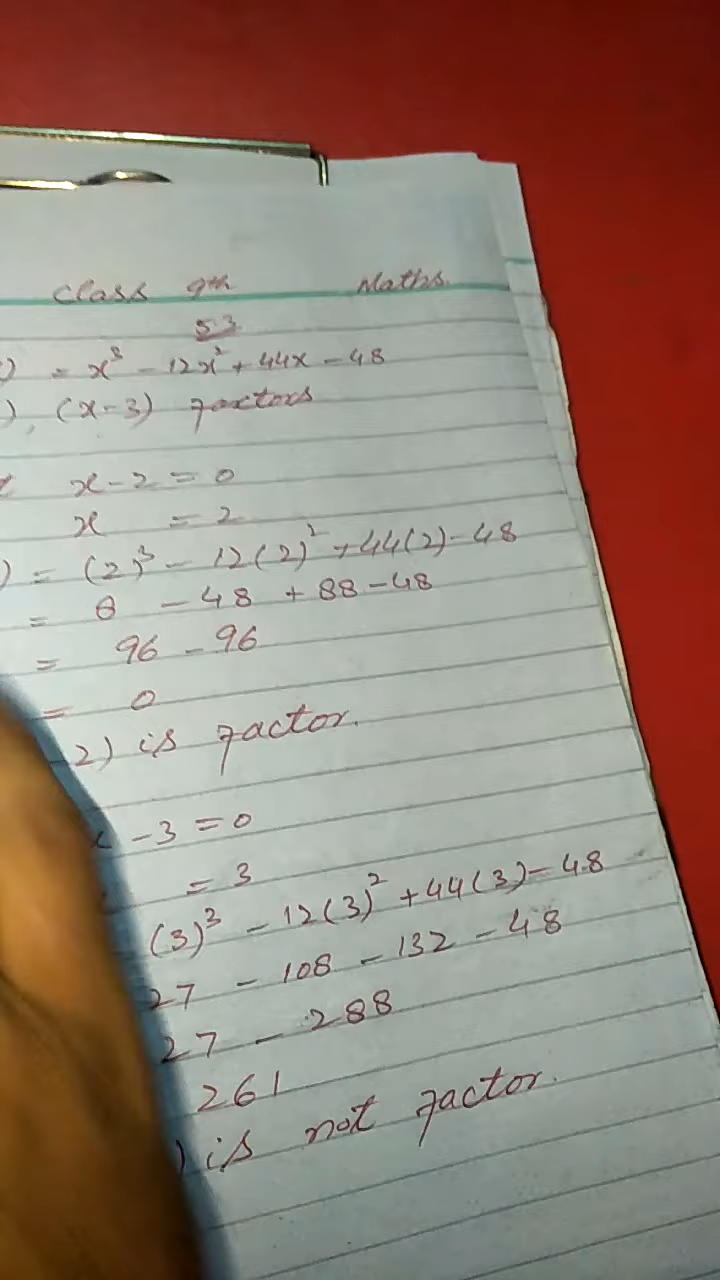 Class 9th Maths.
53
) = x³ - 12x² + 44x - 48
), (x-3) factors
x - 2 = 0
x = 2
) = (2)³ - 12(2)² + 44(2) - 48
= 8 - 48 + 88 - 48
= 96 - 96
= 0
2) is factor.
x - 3 = 0
= 3
(3)³ - 12(3)² + 44(3) - 48
27 - 108 - 132 - 48
27 - 288
261
) is not factor.